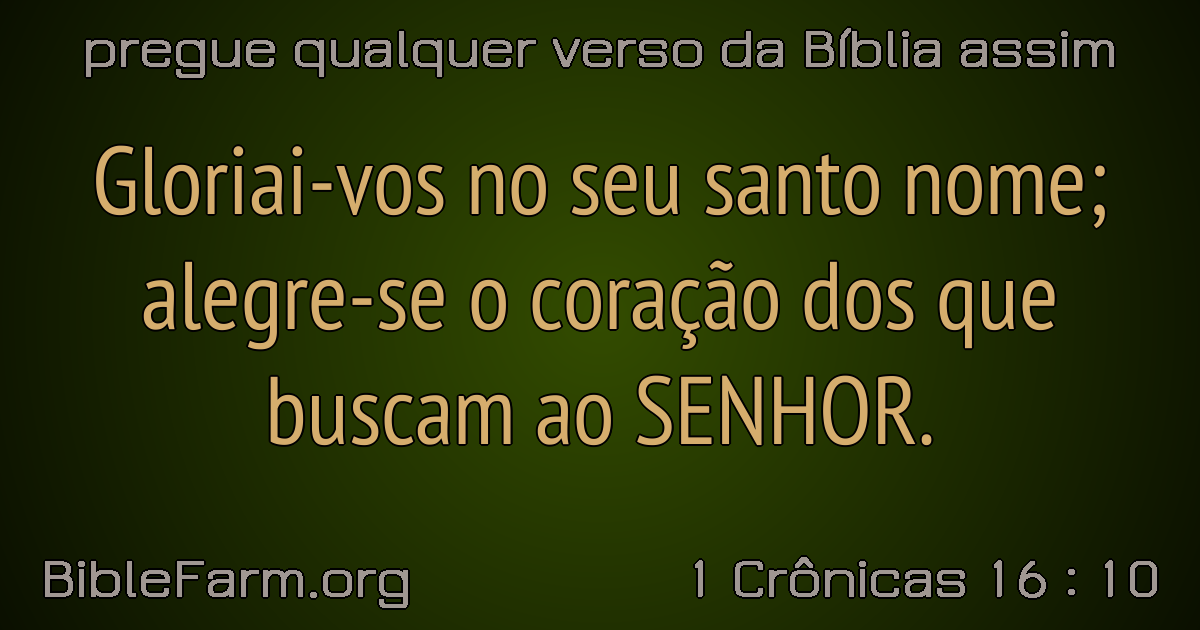 pregue qualquer verso da Bíblia assim
Gloriai-vos no seu santo nome;
alegre-se o coração dos que
buscam ao SENHOR.
BibleFarm.org
1 Crônicas 16 : 10